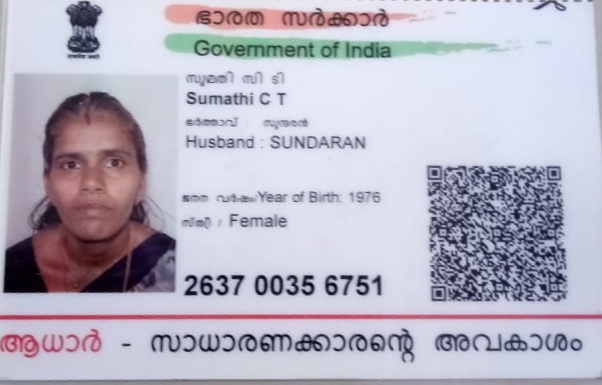 ഭാരത സർക്കാർ
Government of India
സുമതി സി ടി
Sumathi C T
ഭർത്താവ് : സുന്ദരൻ
Husband : SUNDARAN
ജനന വർഷം/Year of Birth: 1976
സ്ത്രീ / Female
2637 0035 6751
ആധാർ - സാധാരണക്കാരന്റെ അവകാശം